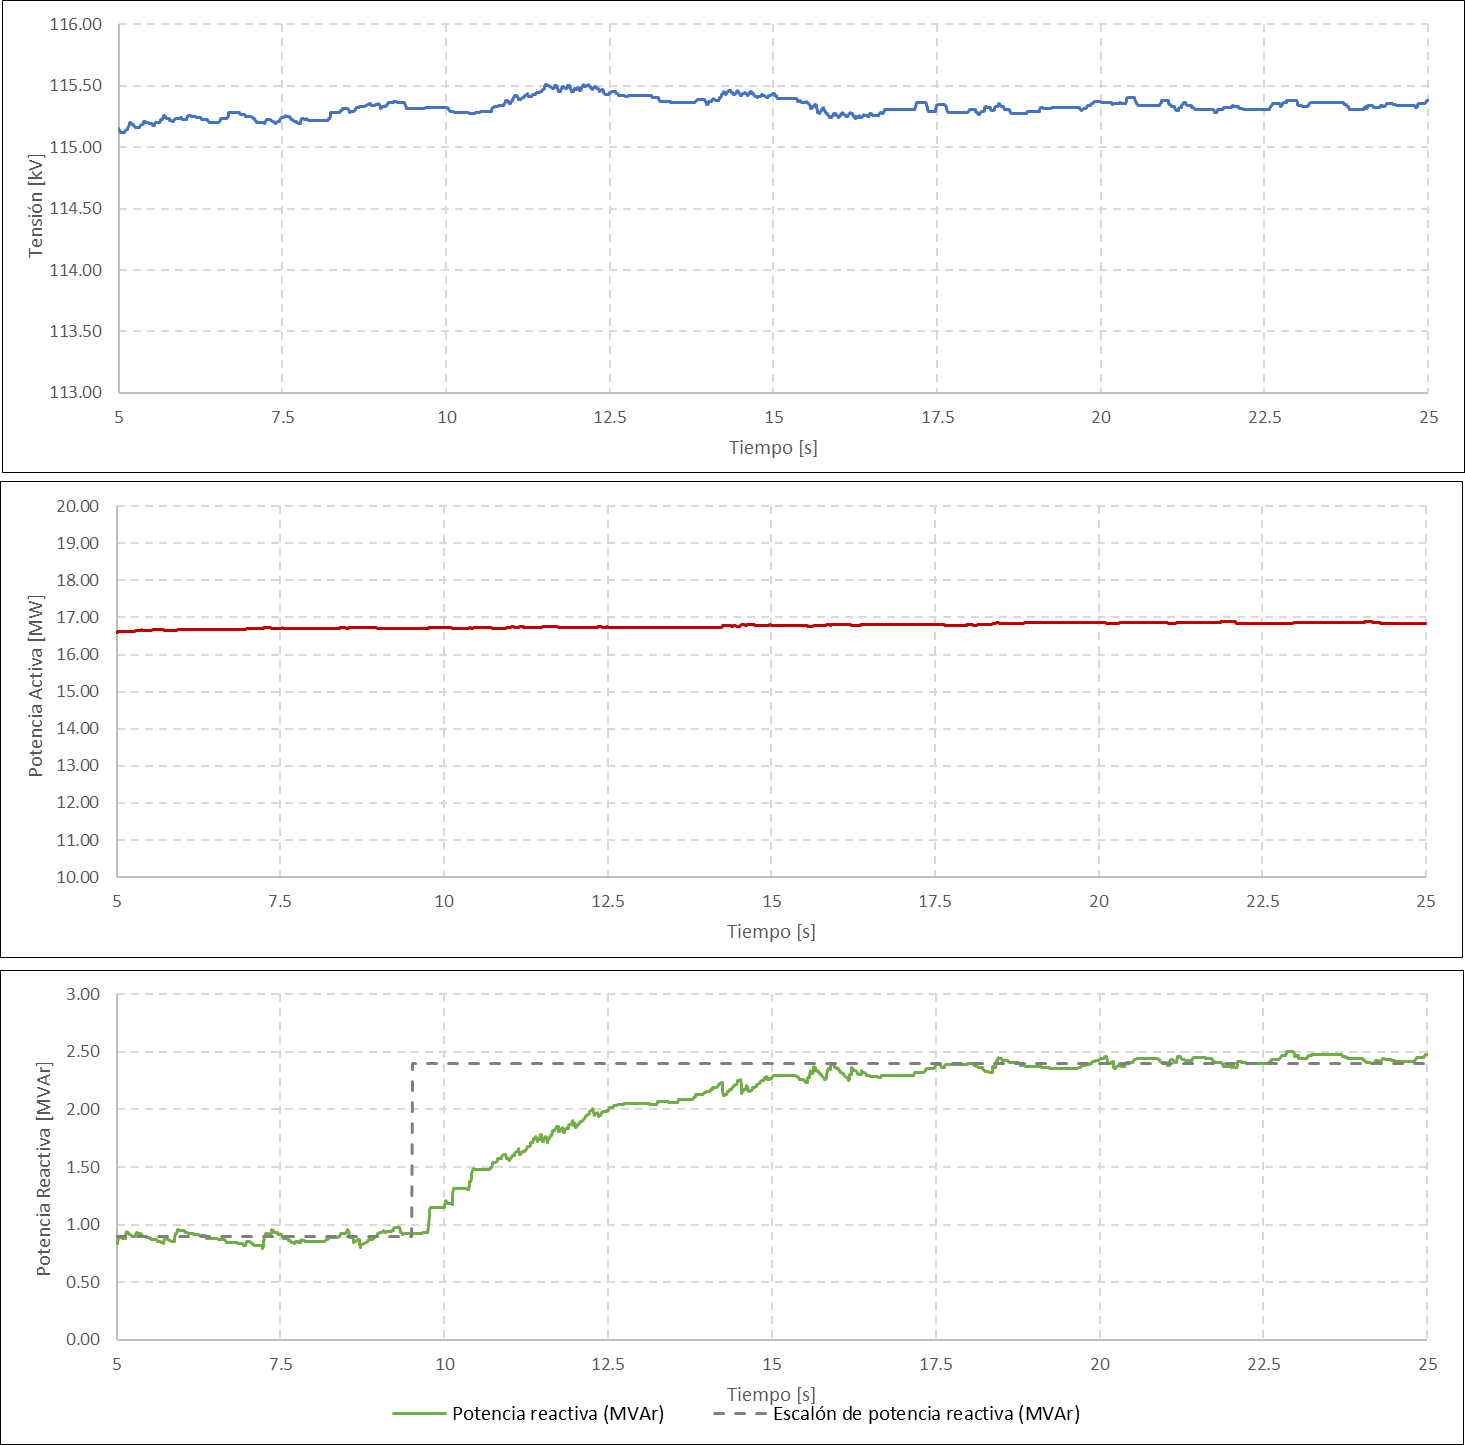 116.00
115.50
115.00
114.50
114.00
113.50
113.00
Tensión [kV]
5 7.5 10 12.5 15 17.5 20 22.5 25
Tiempo [s]
20.00
19.00
18.00
17.00
16.00
15.00
14.00
13.00
12.00
11.00
10.00
Potencia Activa [MW]
5 7.5 10 12.5 15 17.5 20 22.5 25
Tiempo [s]
3.00
2.50
2.00
1.50
1.00
0.50
0.00
Potencia Reactiva [MVAr]
5 7.5 10 12.5 15 17.5 20 22.5 25
Tiempo [s]
Potencia reactiva (MVAr) Escalón de potencia reactiva (MVAr)